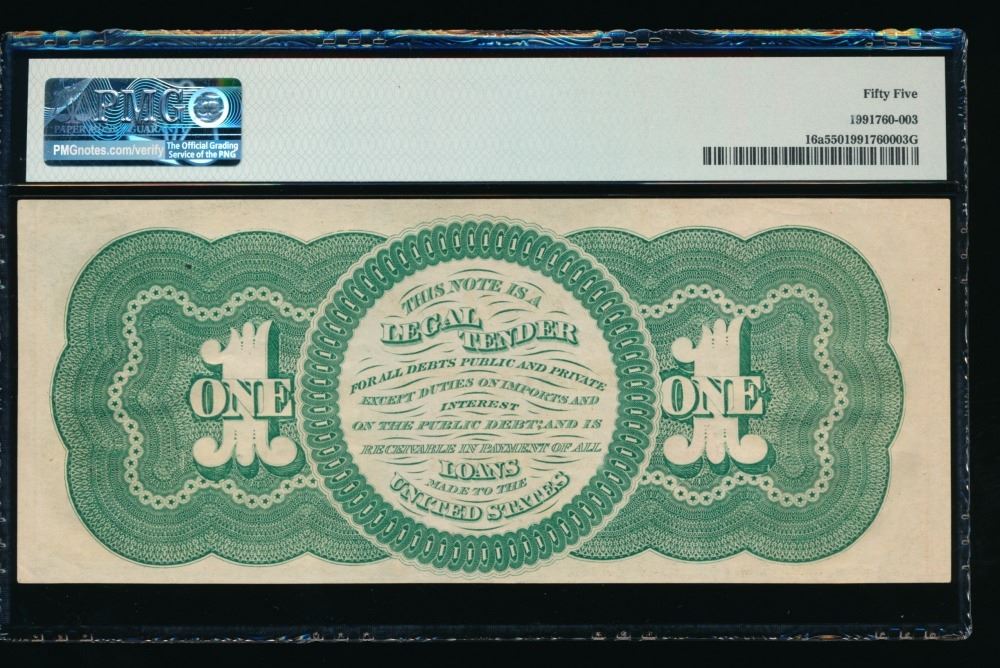 PMG
PAPER MONEY GUARANTY
PMGnotes.com/verify
The Official Grading
Service of the PNG
Fifty Five
1991760-003
16a5501991760003G
THIS NOTE IS A
LEGAL
TENDER
FOR ALL DEBTS PUBLIC AND PRIVATE
EXCEPT DUTIES ON IMPORTS AND
INTEREST
ON THE PUBLIC DEBT; AND IS
RECEIVABLE IN PAYMENT OF ALL
LOANS
MADE TO THE
UNITED STATES
1
ONE
1
ONE